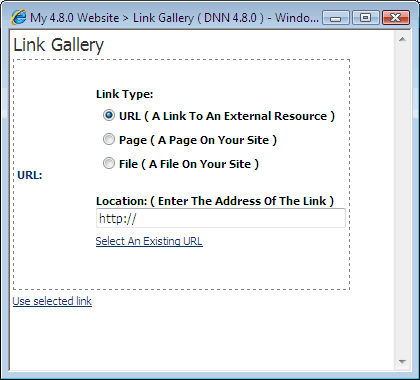 My 4.8.0 Website > Link Gallery ( DNN 4.8.0 ) - Windo...
Link Gallery
Link Type:
URL ( A Link To An External Resource )
Page ( A Page On Your Site )
File ( A File On Your Site )
URL:
Location: ( Enter The Address Of The Link )
http://
Select An Existing URL
Use selected link